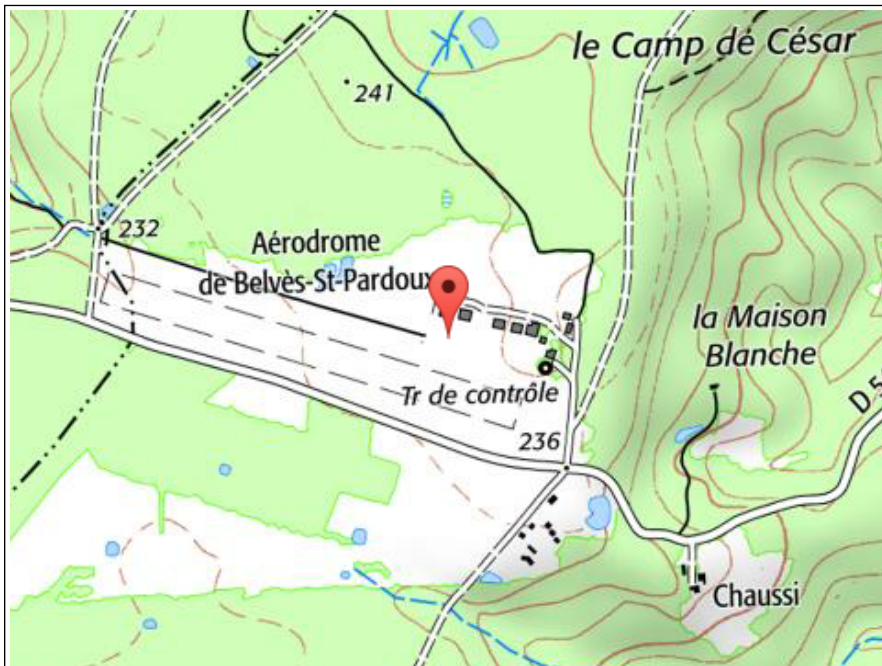 le Camp de César
241
232
Aérodrome
de Belvès-St-Pardoux
la Maison
Blanche
Tr de contrôle
D 5
236
Chaussi